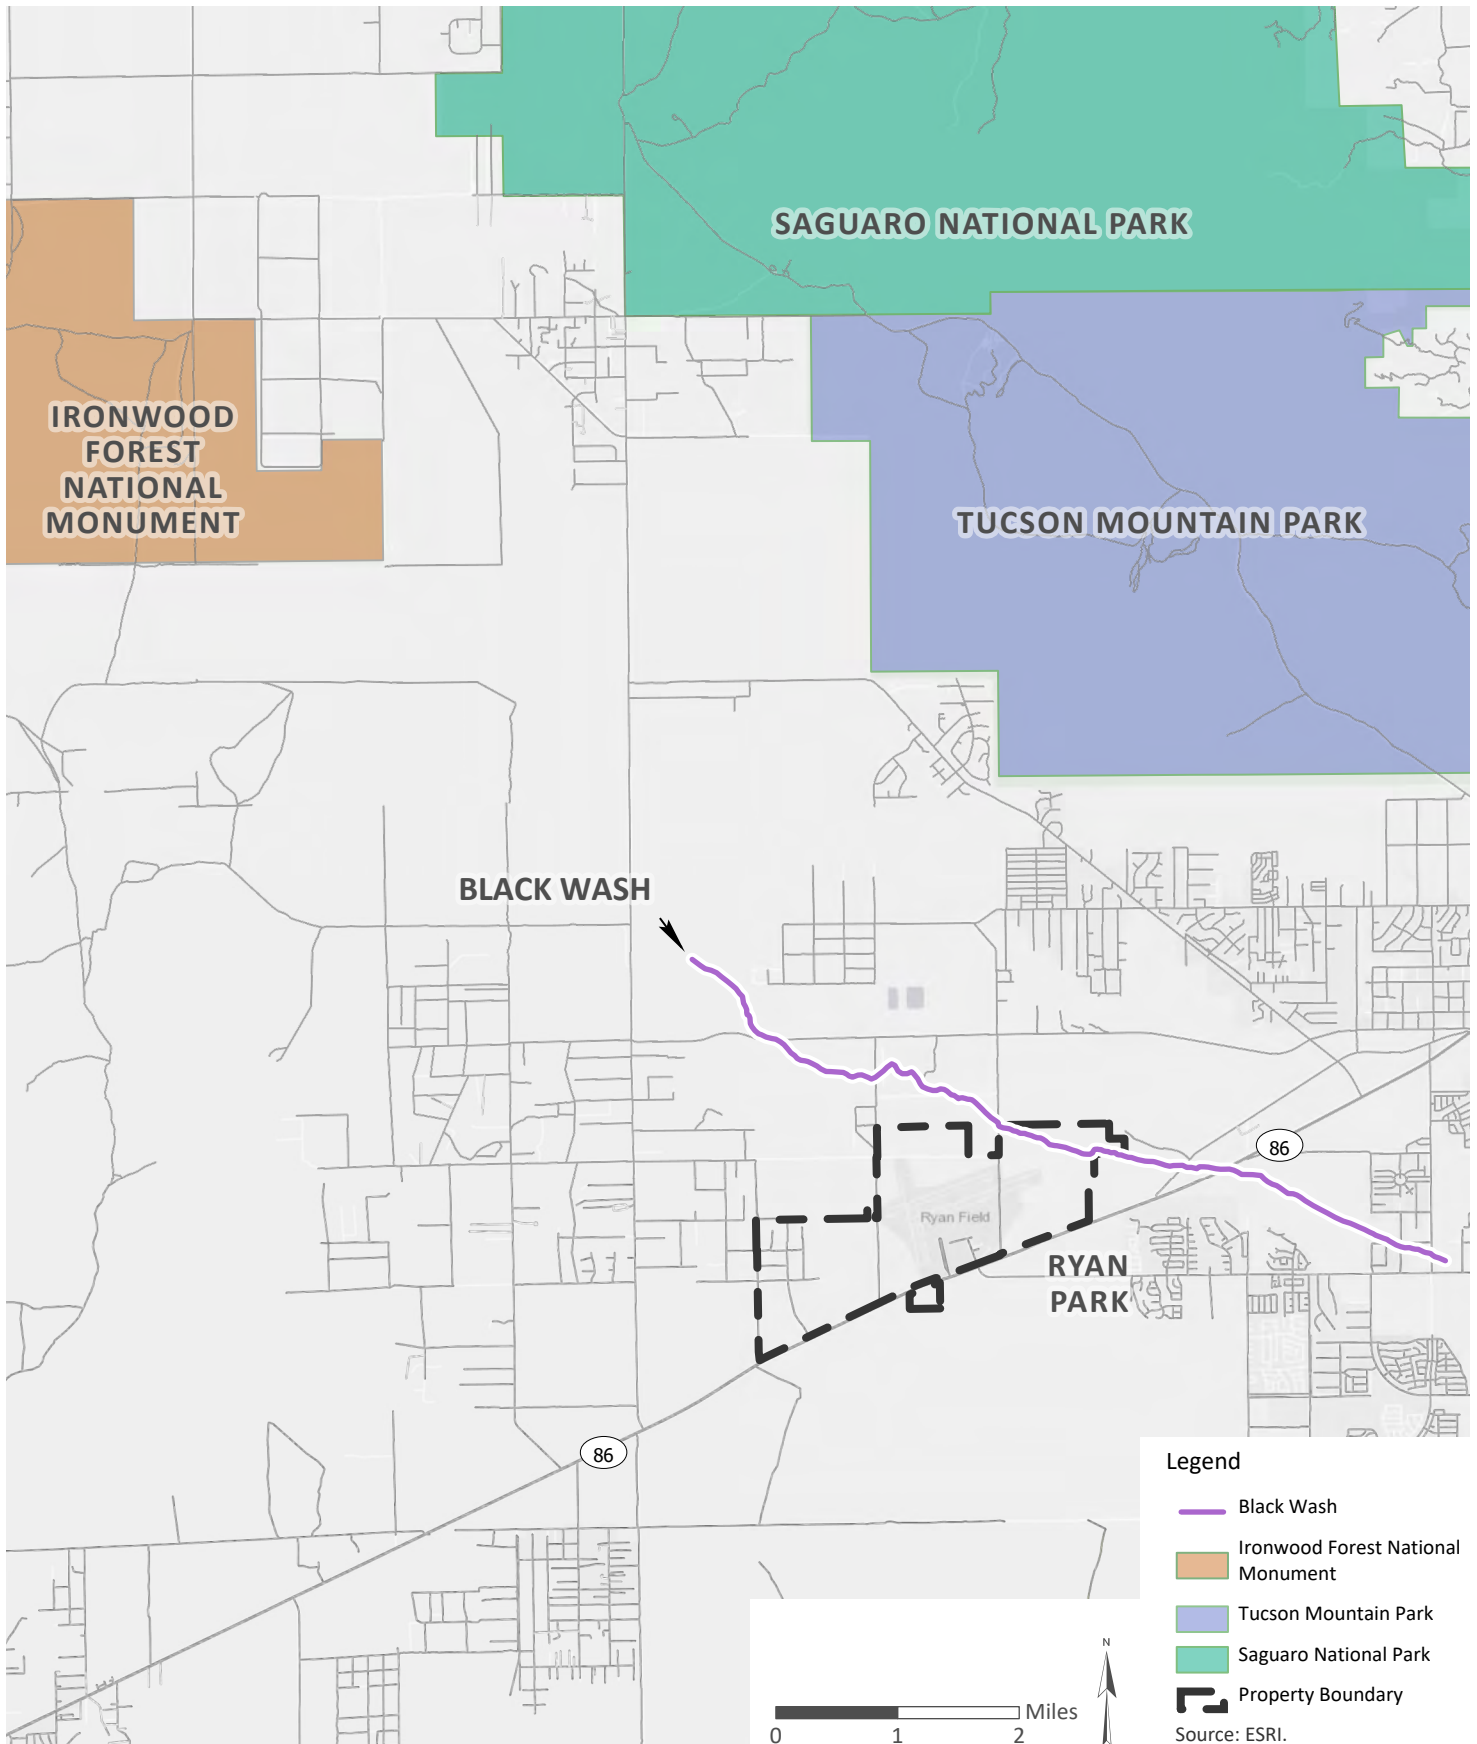 SAGUARO NATIONAL PARK
IRONWOOD
FOREST
NATIONAL
MONUMENT
TUCSON MOUNTAIN PARK
BLACK WASH
86
Ryan Field
RYAN
PARK
86
Legend
Black Wash
Ironwood Forest National
Monument
Tucson Mountain Park
Saguaro National Park
Property Boundary
Source: ESRI.
N
Miles
0 1 2